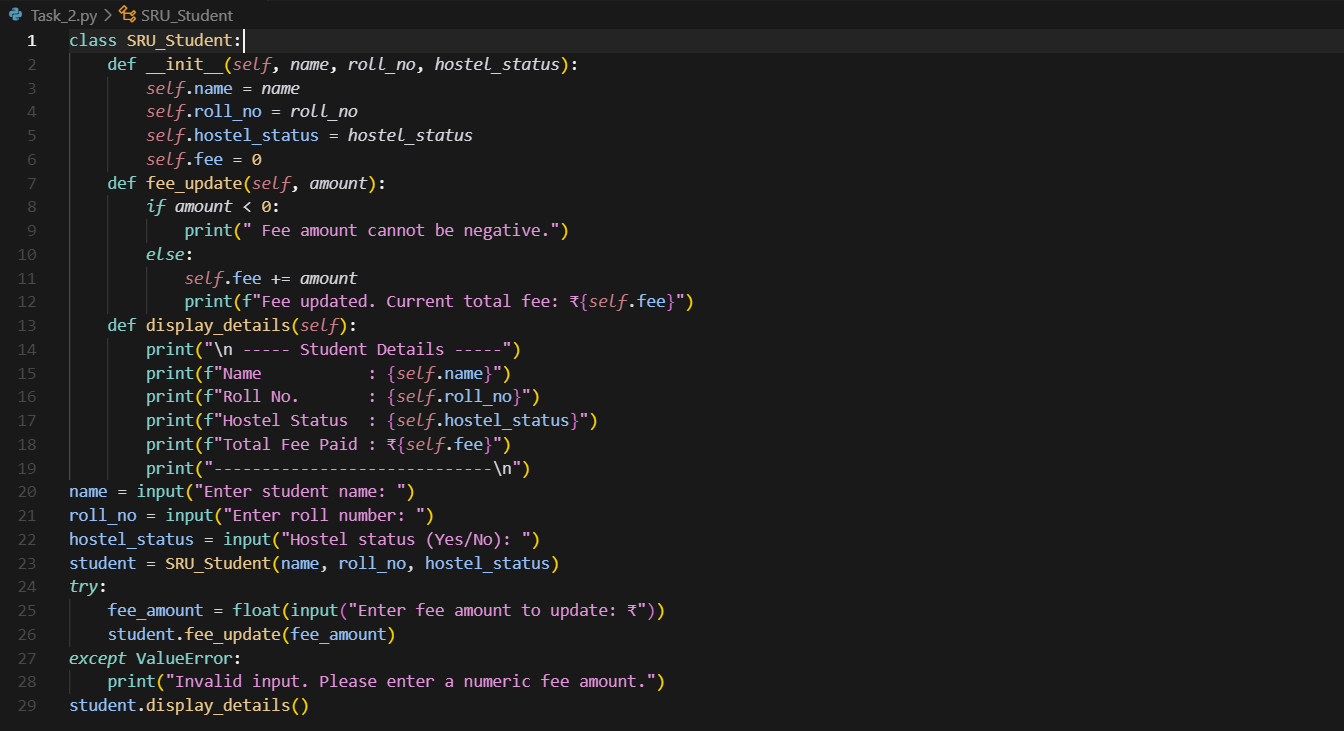 Task_2.py > SRU_Student
1 class SRU_Student:
2     def __init__(self, name, roll_no, hostel_status):
3         self.name = name
4         self.roll_no = roll_no
5         self.hostel_status = hostel_status
6         self.fee = 0
7     def fee_update(self, amount):
8         if amount < 0:
9             print(" Fee amount cannot be negative.")
10         else:
11             self.fee += amount
12             print(f"Fee updated. Current total fee: ₹{self.fee}")
13     def display_details(self):
14         print("\n ----- Student Details -----")
15         print(f"Name           : {self.name}")
16         print(f"Roll No.       : {self.roll_no}")
17         print(f"Hostel Status  : {self.hostel_status}")
18         print(f"Total Fee Paid : ₹{self.fee}")
19         print("-----------------------------\n")
20 name = input("Enter student name: ")
21 roll_no = input("Enter roll number: ")
22 hostel_status = input("Hostel status (Yes/No): ")
23 student = SRU_Student(name, roll_no, hostel_status)
24 try:
25     fee_amount = float(input("Enter fee amount to update: ₹"))
26     student.fee_update(fee_amount)
27 except ValueError:
28     print("Invalid input. Please enter a numeric fee amount.")
29 student.display_details()